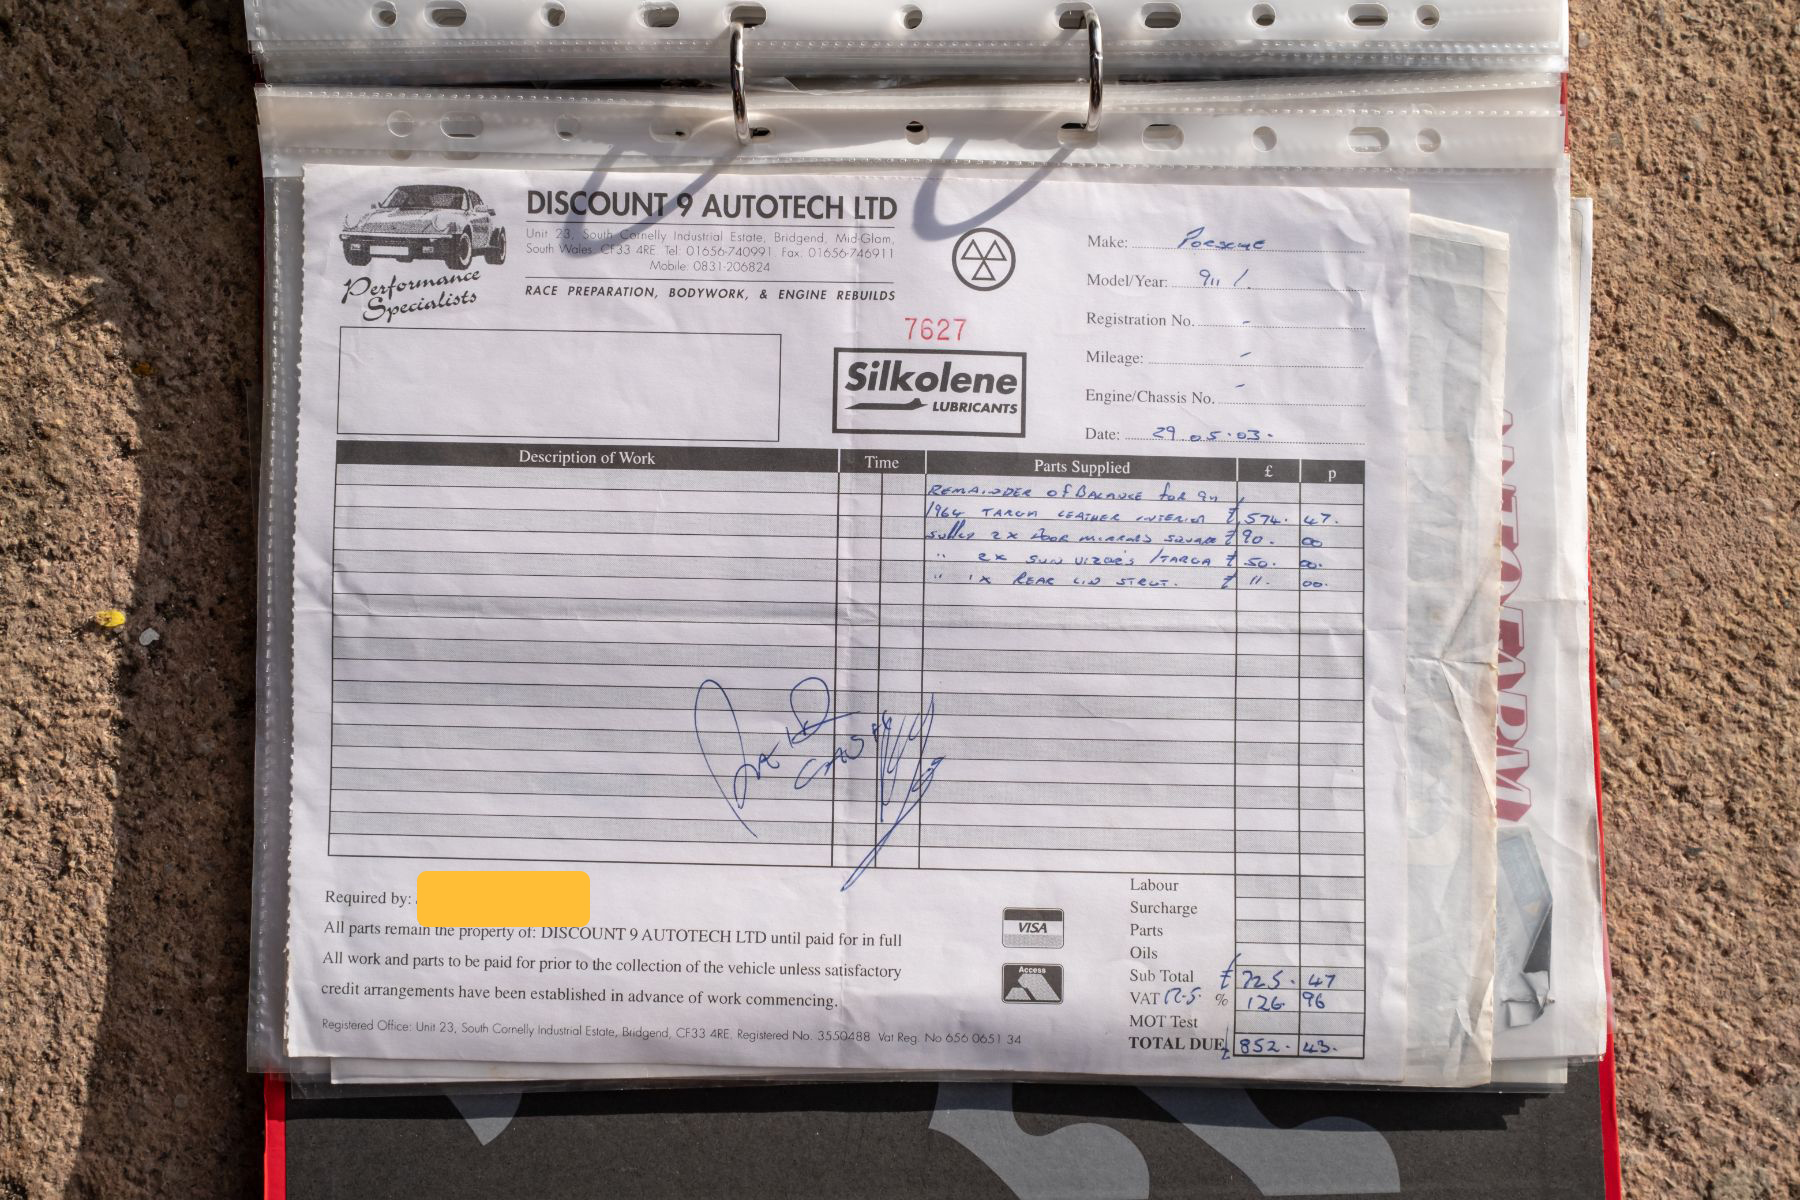 DISCOUNT 9 AUTOTECH LTD
Unit 23, South Cornelly Industrial Estate, Bridgend, Mid-Glam,
South Wales. CF33 4RE. Tel: 01656-740991. Fax: 01656-746911
Mobile: 0831-206824
RACE PREPARATION, BODYWORK, & ENGINE REBUILDS
Performance
Specialists
7627
Silkolene
LUBRICANTS
Make: PORSCHE
Model/Year: 911 /.
Registration No. -
Mileage: -
Engine/Chassis No. -
Date: 29.05.03.
Description of Work Time Parts Supplied £ p
REMAINDER OF BALANCE FOR 911
1964 TARGA LEATHER INTERIOR £ 574. 47.
SUPPLY 2X DOOR MIRRORS SQUARE £ 90. 00
" 2X SUN VIZORS /TARGA £ 50. 00.
" 1X REAR LID STRUT. £ 11. 00.
Required by:
All parts remain the property of: DISCOUNT 9 AUTOTECH LTD until paid for in full
All work and parts to be paid for prior to the collection of the vehicle unless satisfactory
credit arrangements have been established in advance of work commencing.
Registered Office: Unit 23, South Cornelly Industrial Estate, Bridgend, CF33 4RE. Registered No. 3550488 Vat Reg. No 656 0651 34
VISA
Access
Labour
Surcharge
Parts
Oils
Sub Total £ 725. 47
VAT 17.5. % 126. 96
MOT Test
TOTAL DUE £ 852. 43.